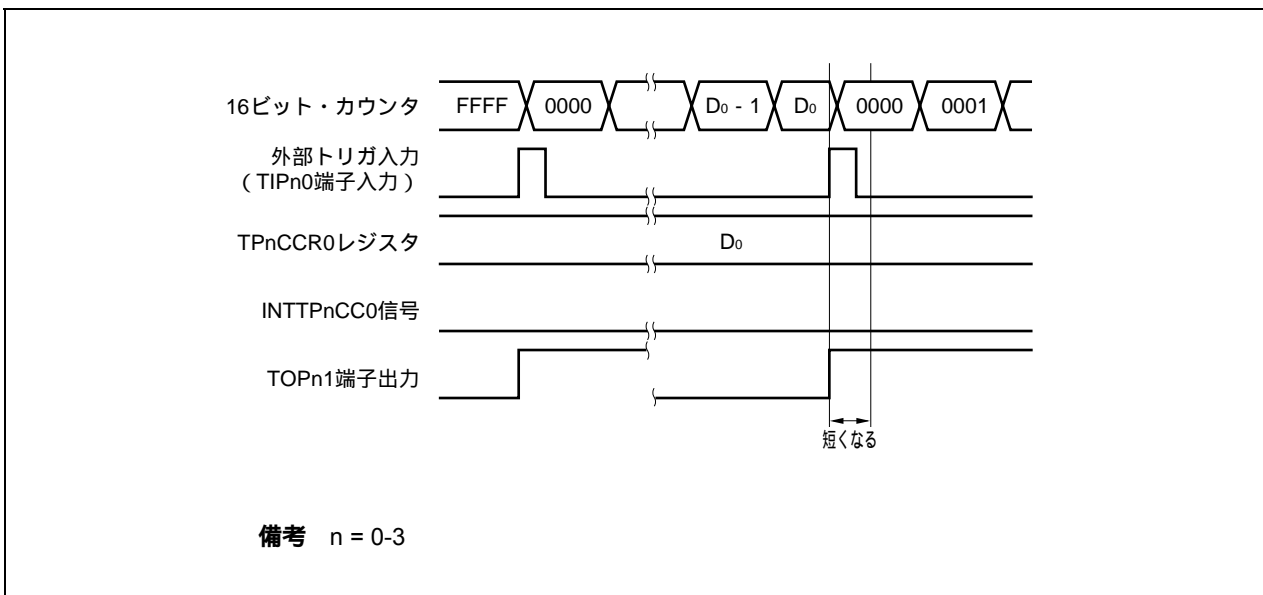 16ビット・カウンタ FFFF 0000 D0 - 1 D0 0000 0001
外部トリガ入力
（TIPn0端子入力）
TPnCCR0レジスタ D0
INTTPnCC0信号
TOPn1端子出力
短くなる
備考 n = 0-3